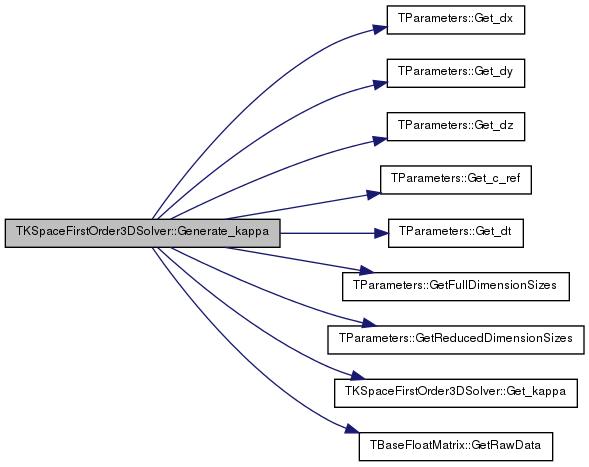 TKSpaceFirstOrder3DSolver::Generate_kappa
TParameters::Get_dx
TParameters::Get_dy
TParameters::Get_dz
TParameters::Get_c_ref
TParameters::Get_dt
TParameters::GetFullDimensionSizes
TParameters::GetReducedDimensionSizes
TKSpaceFirstOrder3DSolver::Get_kappa
TBaseFloatMatrix::GetRawData